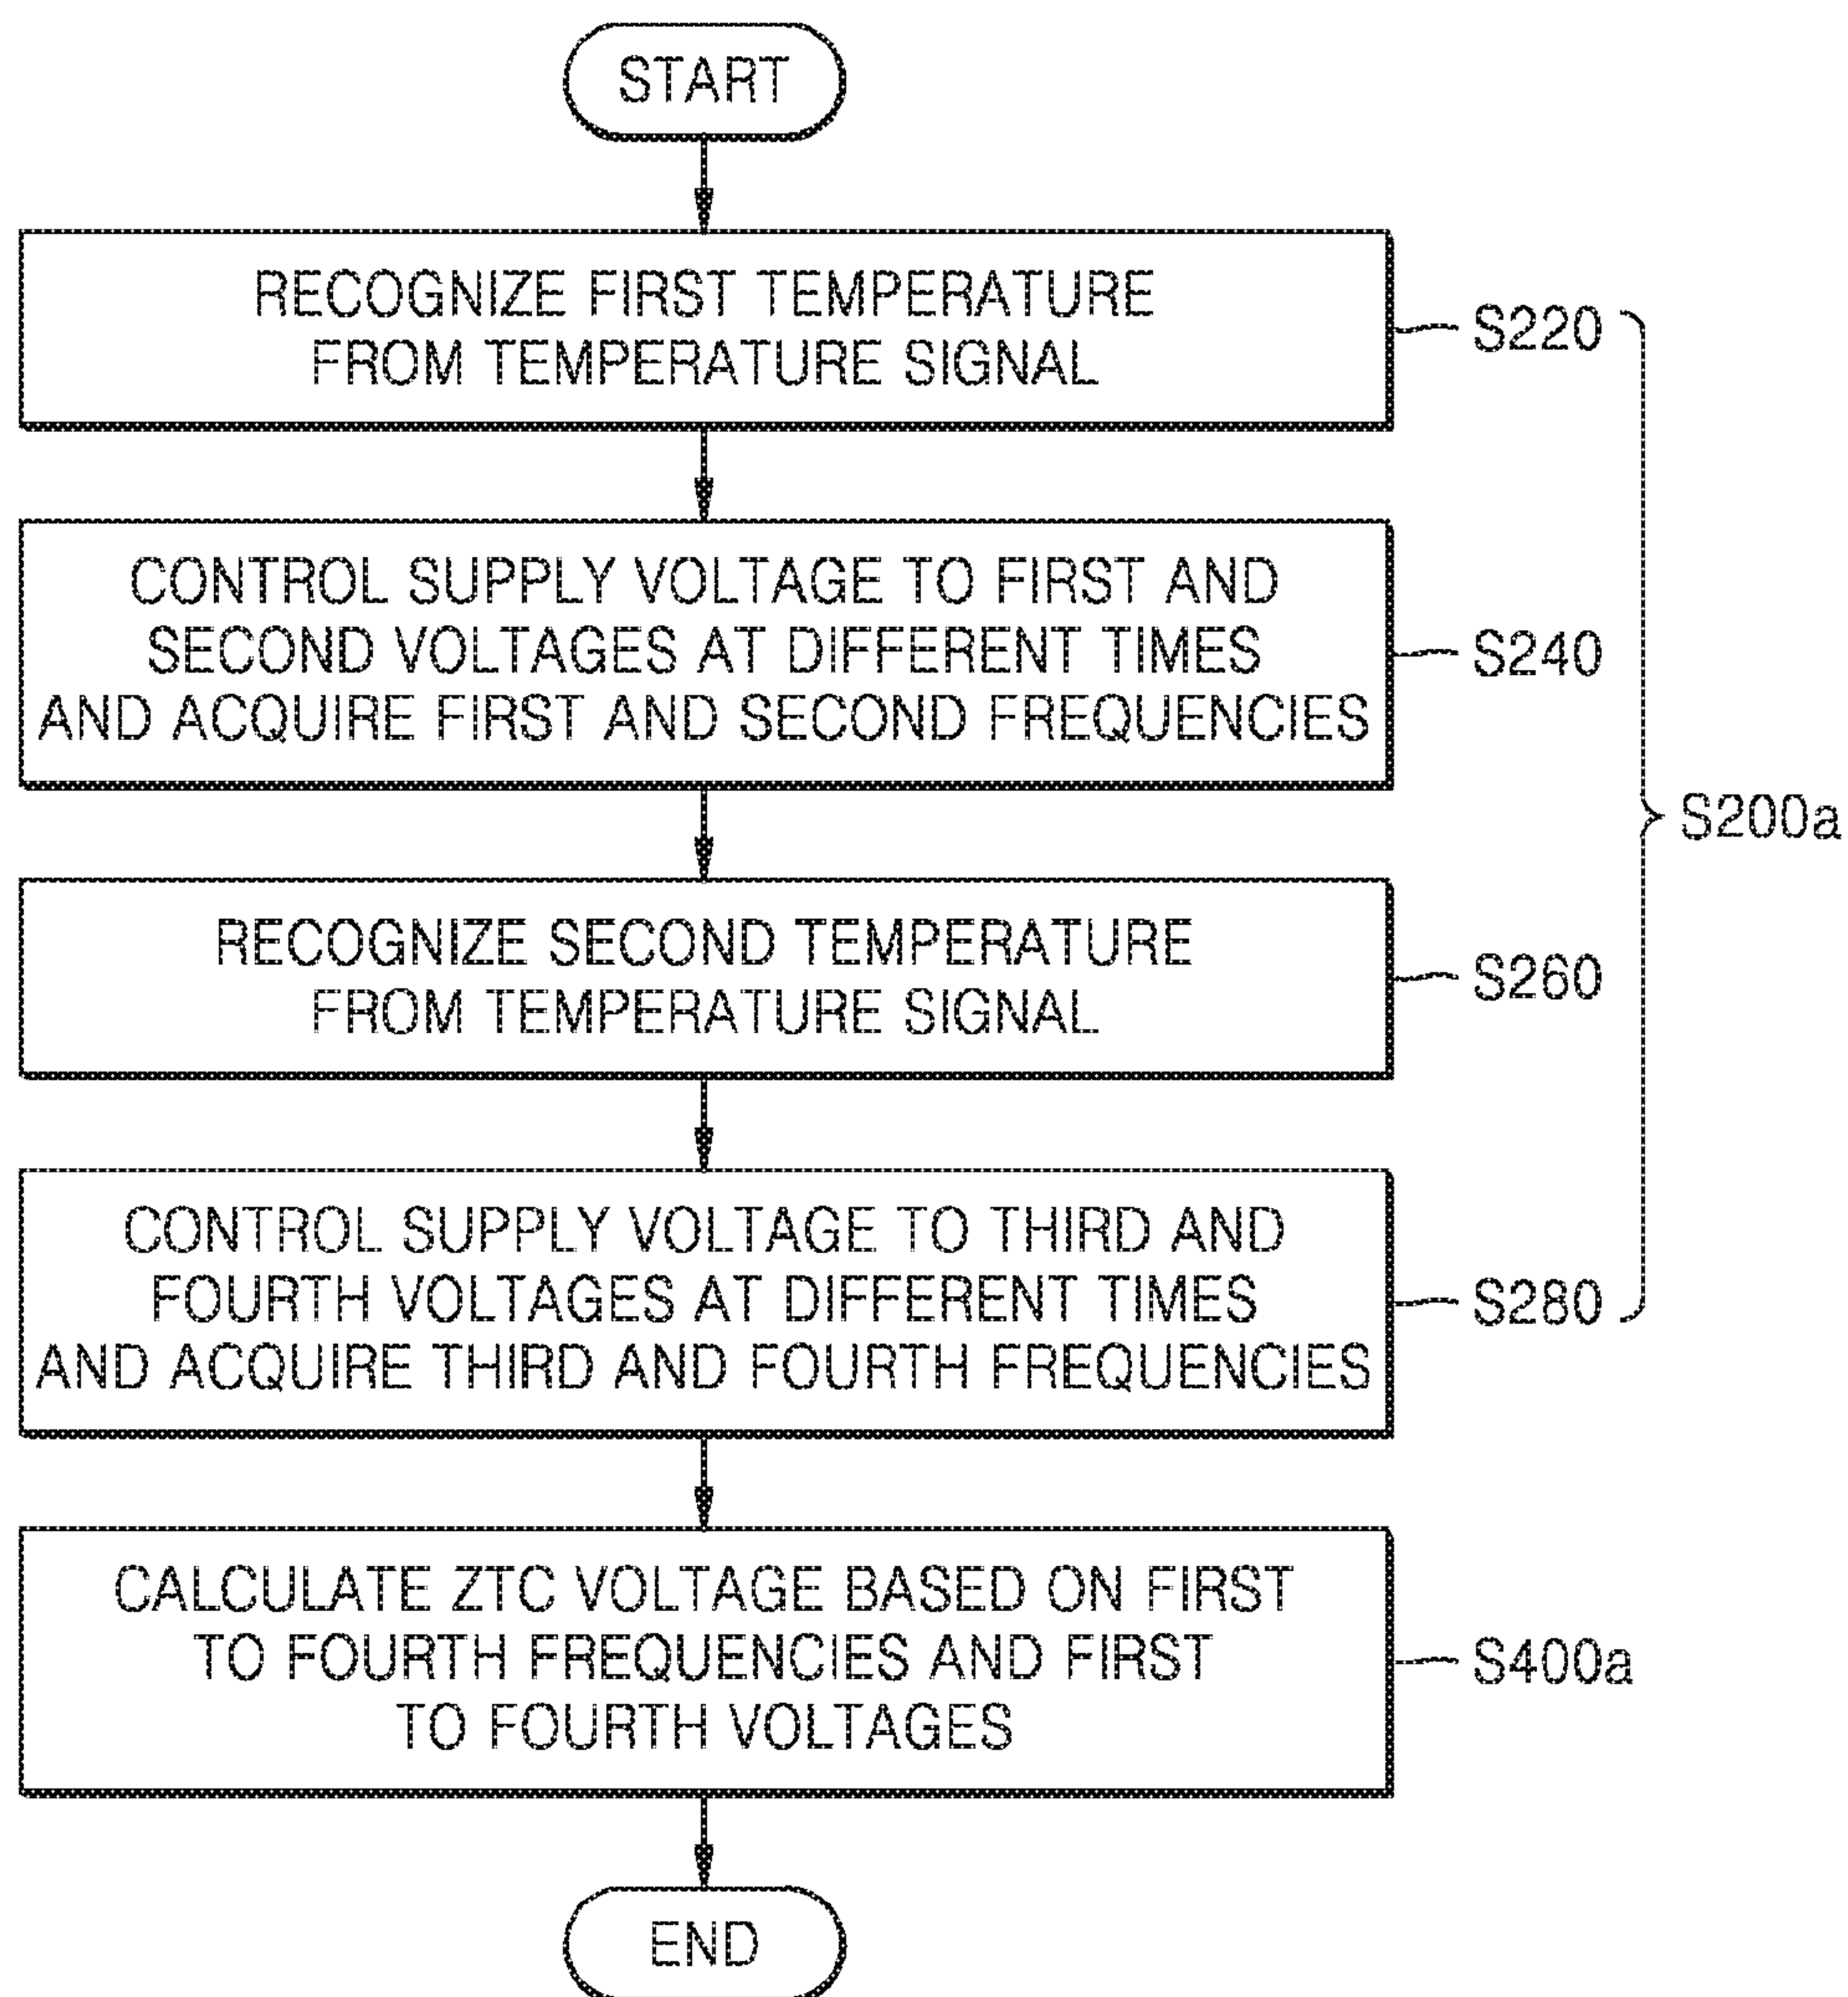 START
RECOGNIZE FIRST TEMPERATURE
FROM TEMPERATURE SIGNAL
S220
CONTROL SUPPLY VOLTAGE TO FIRST AND
SECOND VOLTAGES AT DIFFERENT TIMES
AND ACQUIRE FIRST AND SECOND FREQUENCIES
S240
S200a
RECOGNIZE SECOND TEMPERATURE
FROM TEMPERATURE SIGNAL
S260
CONTROL SUPPLY VOLTAGE TO THIRD AND
FOURTH VOLTAGES AT DIFFERENT TIMES
AND ACQUIRE THIRD AND FOURTH FREQUENCIES
S280
CALCULATE ZTC VOLTAGE BASED ON FIRST
TO FOURTH FREQUENCIES AND FIRST
TO FOURTH VOLTAGES
S400a
END